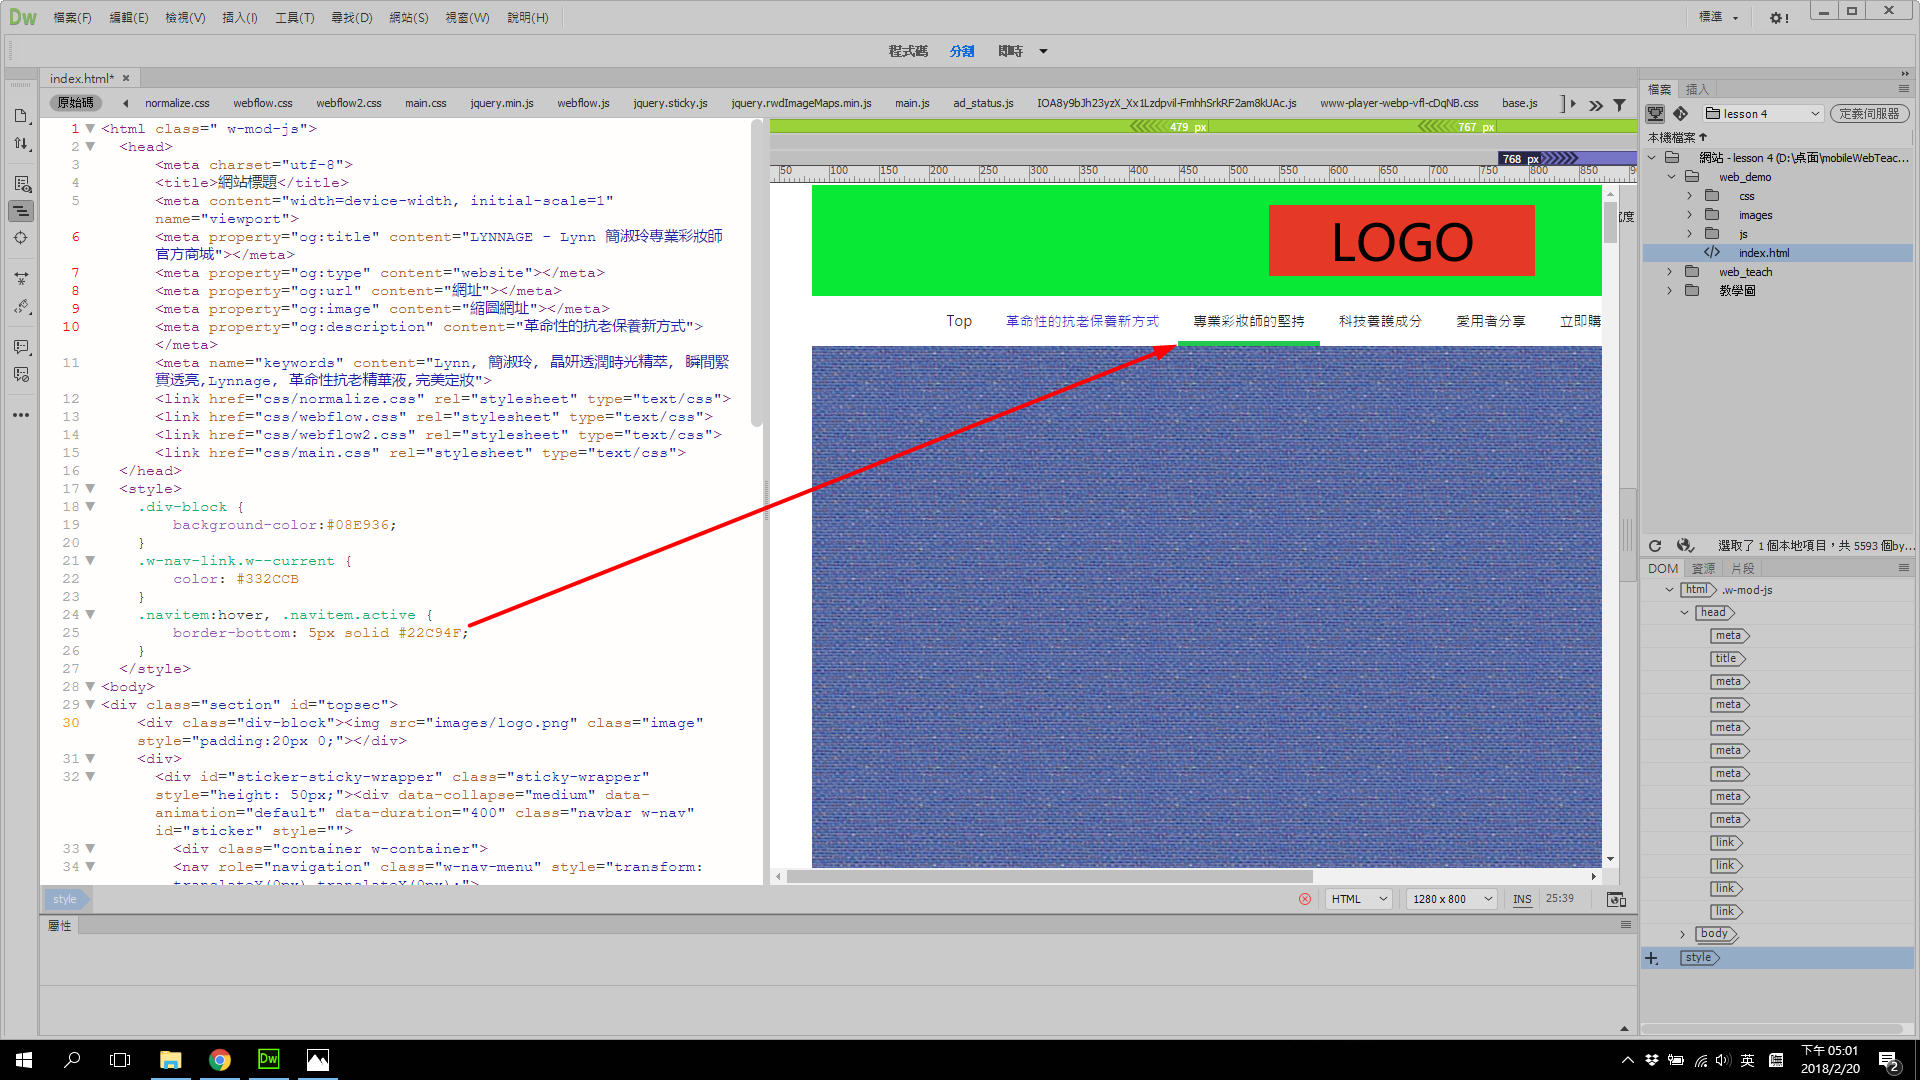 Dw 檔案(F) 編輯(E) 檢視(V) 插入(I) 工具(T) 尋找(D) 網站(S) 視窗(W) 說明(H) 標準
程式碼 分割 即時
index.html*
原始碼 normalize.css webflow.css webflow2.css main.css jquery.min.js webflow.js jquery.sticky.js jquery.rwdImageMaps.min.js main.js ad_status.js IOA8y9bJh23yzX_Xx1Lzdpvil-FmhhSrkRF2am8kUAc.js www-player-webp-vfl-cDqNB.css base.js
1 <html class=" w-mod-js">
2 <head>
3 <meta charset="utf-8">
4 <title>網站標題</title>
5 <meta content="width=device-width, initial-scale=1"
name="viewport">
6 <meta property="og:title" content="LYNNAGE - Lynn 簡淑玲專業彩妝師
官方商城"></meta>
7 <meta property="og:type" content="website"></meta>
8 <meta property="og:url" content="網址"></meta>
9 <meta property="og:image" content="縮圖網址"></meta>
10 <meta property="og:description" content="革命性的抗老保養新方式">
</meta>
11 <meta name="keywords" content="Lynn, 簡淑玲, 晶妍透潤時光精萃, 瞬間緊
實透亮,Lynnage, 革命性抗老精華液,完美定妝">
12 <link href="css/normalize.css" rel="stylesheet" type="text/css">
13 <link href="css/webflow.css" rel="stylesheet" type="text/css">
14 <link href="css/webflow2.css" rel="stylesheet" type="text/css">
15 <link href="css/main.css" rel="stylesheet" type="text/css">
16 </head>
17 <style>
18 .div-block {
19 background-color:#08E936;
20 }
21 .w-nav-link.w--current {
22 color: #332CCB
23 }
24 .navitem:hover, .navitem.active {
25 border-bottom: 5px solid #22C94F;
26 }
27 </style>
28 <body>
29 <div class="section" id="topsec">
30 <div class="div-block"><img src="images/logo.png" class="image"
style="padding:20px 0;"></div>
31 <div>
32 <div id="sticker-sticky-wrapper" class="sticky-wrapper"
style="height: 50px;"><div data-collapse="medium" data-
animation="default" data-duration="400" class="navbar w-nav"
id="sticker" style="">
33 <div class="container w-container">
34 <nav role="navigation" class="w-nav-menu" style="transform:
translateX(0px) translateX(0px);">
style
479 px 767 px
768 px
50 100 150 200 250 300 350 400 450 500 550 600 650 700 750 800 850
LOGO
Top 革命性的抗老保養新方式 專業彩妝師的堅持 科技養護成分 愛用者分享 立即購
HTML 1280 x 800 INS 25:39
屬性
檔案 插入
lesson 4 定義伺服器
本機檔案
網站 - lesson 4 (D:\桌面\mobileWebTeac...
web_demo
css
images
js
index.html
web_teach
教學圖
選取了 1 個本地項目，共 5593 個by...
DOM 資源 片段
html .w-mod-js
head
meta
title
meta
meta
meta
meta
meta
meta
meta
link
link
link
link
body
style
英
下午 05:01
2018/2/20
2